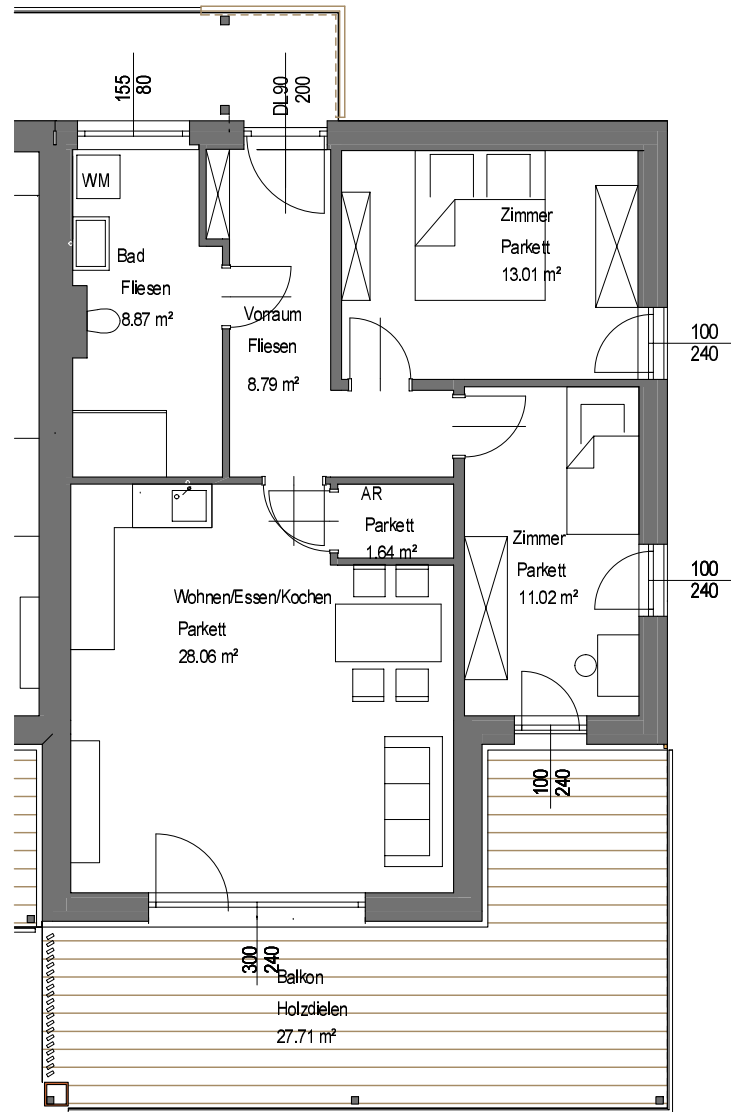 155
80
DL90
200
WM
Bad
Fliesen
8.87 m²
Vorraum
Fliesen
8.79 m²
Zimmer
Parkett
13.01 m²
100
240
AR
Parkett
1.64 m²
Zimmer
Parkett
11.02 m²
100
240
Wohnen/Essen/Kochen
Parkett
28.06 m²
100
240
300
240
Balkon
Holzdielen
27.71 m²